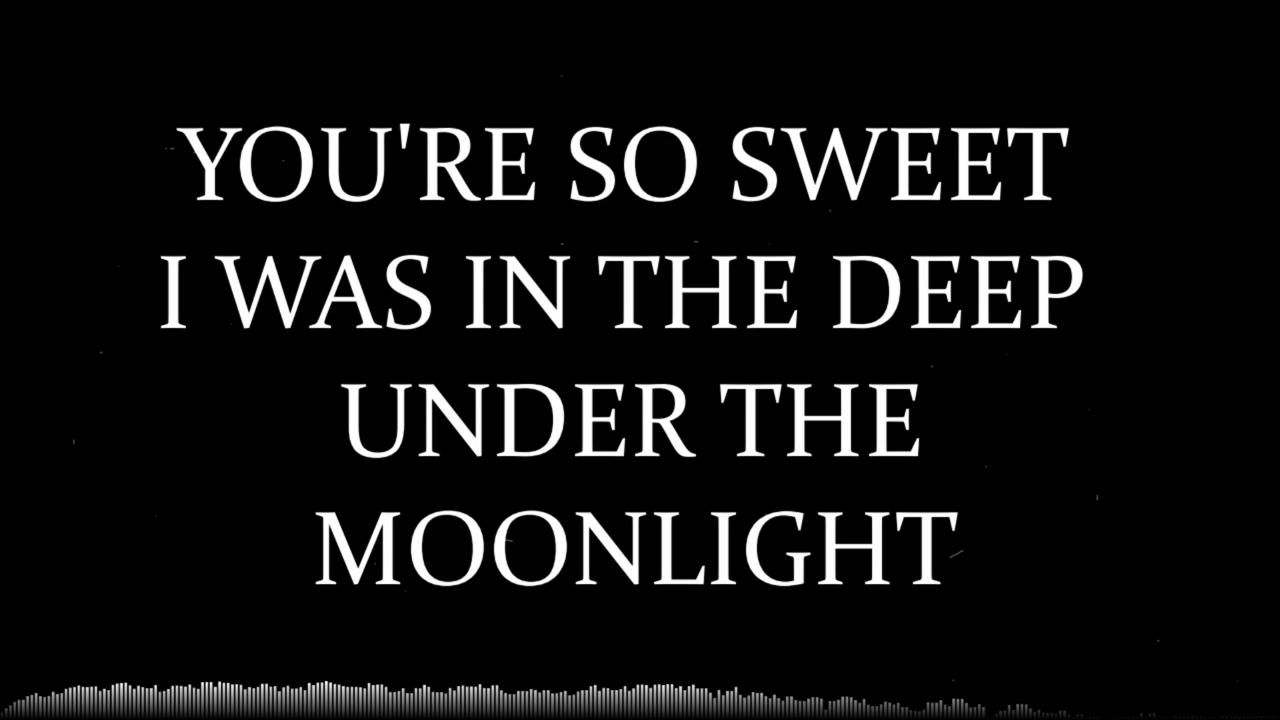 YOU'RE SO SWEET
I WAS IN THE DEEP
UNDER THE
MOONLIGHT